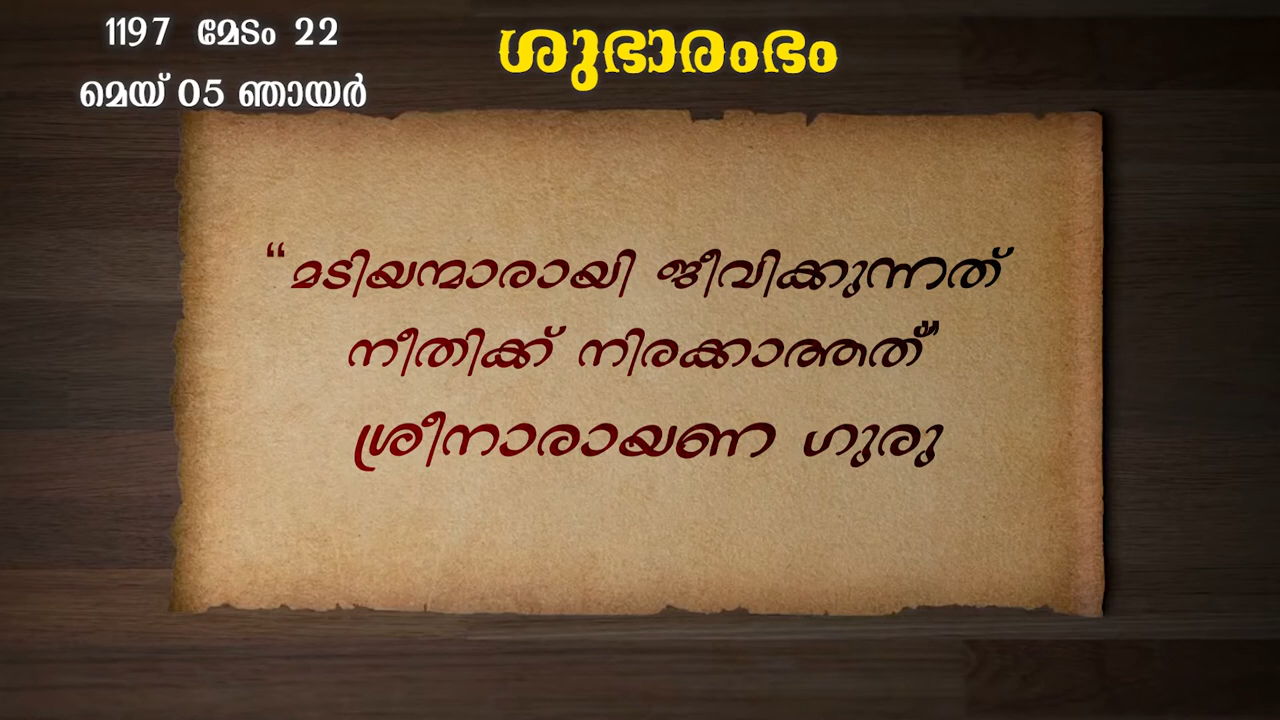 1197 മേടം 22
മെയ് 05 ഞായർ
ശുഭാരംഭം
“മടിയന്മാരായി ജീവിക്കുന്നത്
നീതിക്ക് നിരക്കാത്തത്”
ശ്രീനാരായണ ഗുരു